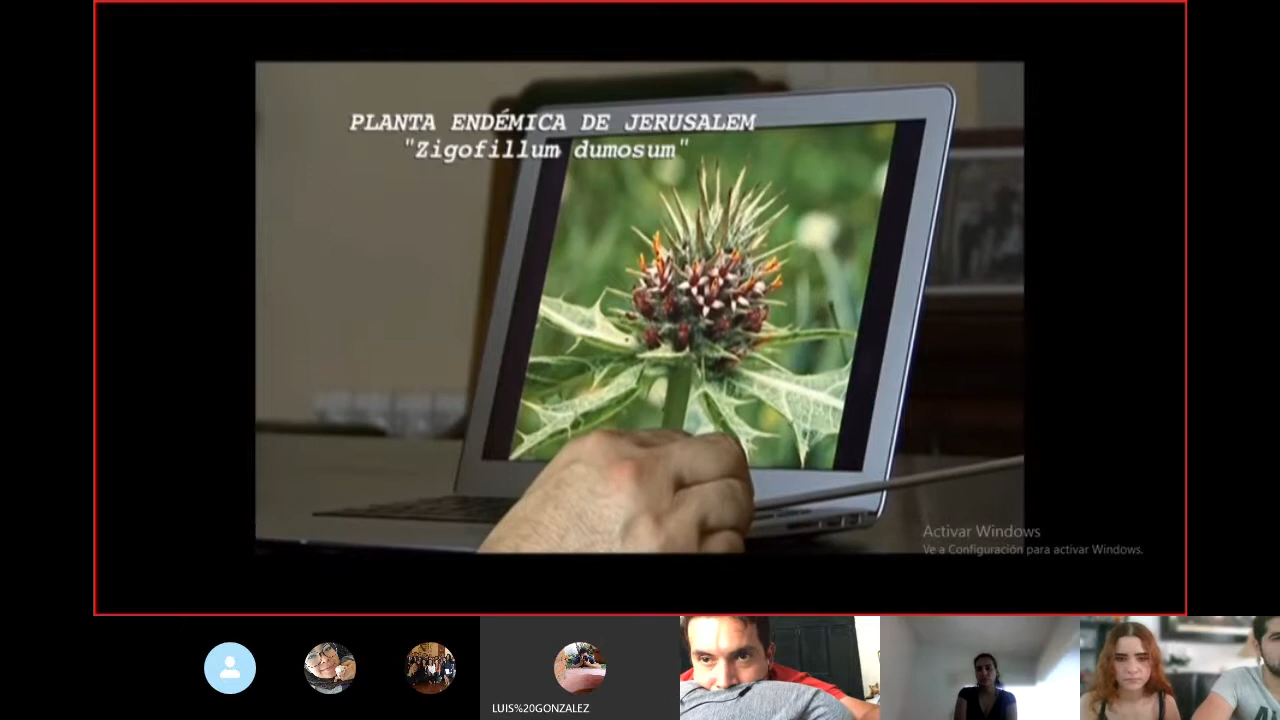 PLANTA ENDÉMICA DE JERUSALEM
"Zigofillum dumosum"
Activar Windows
Ve a Configuración para activar Windows.
LUIS%20GONZALEZ